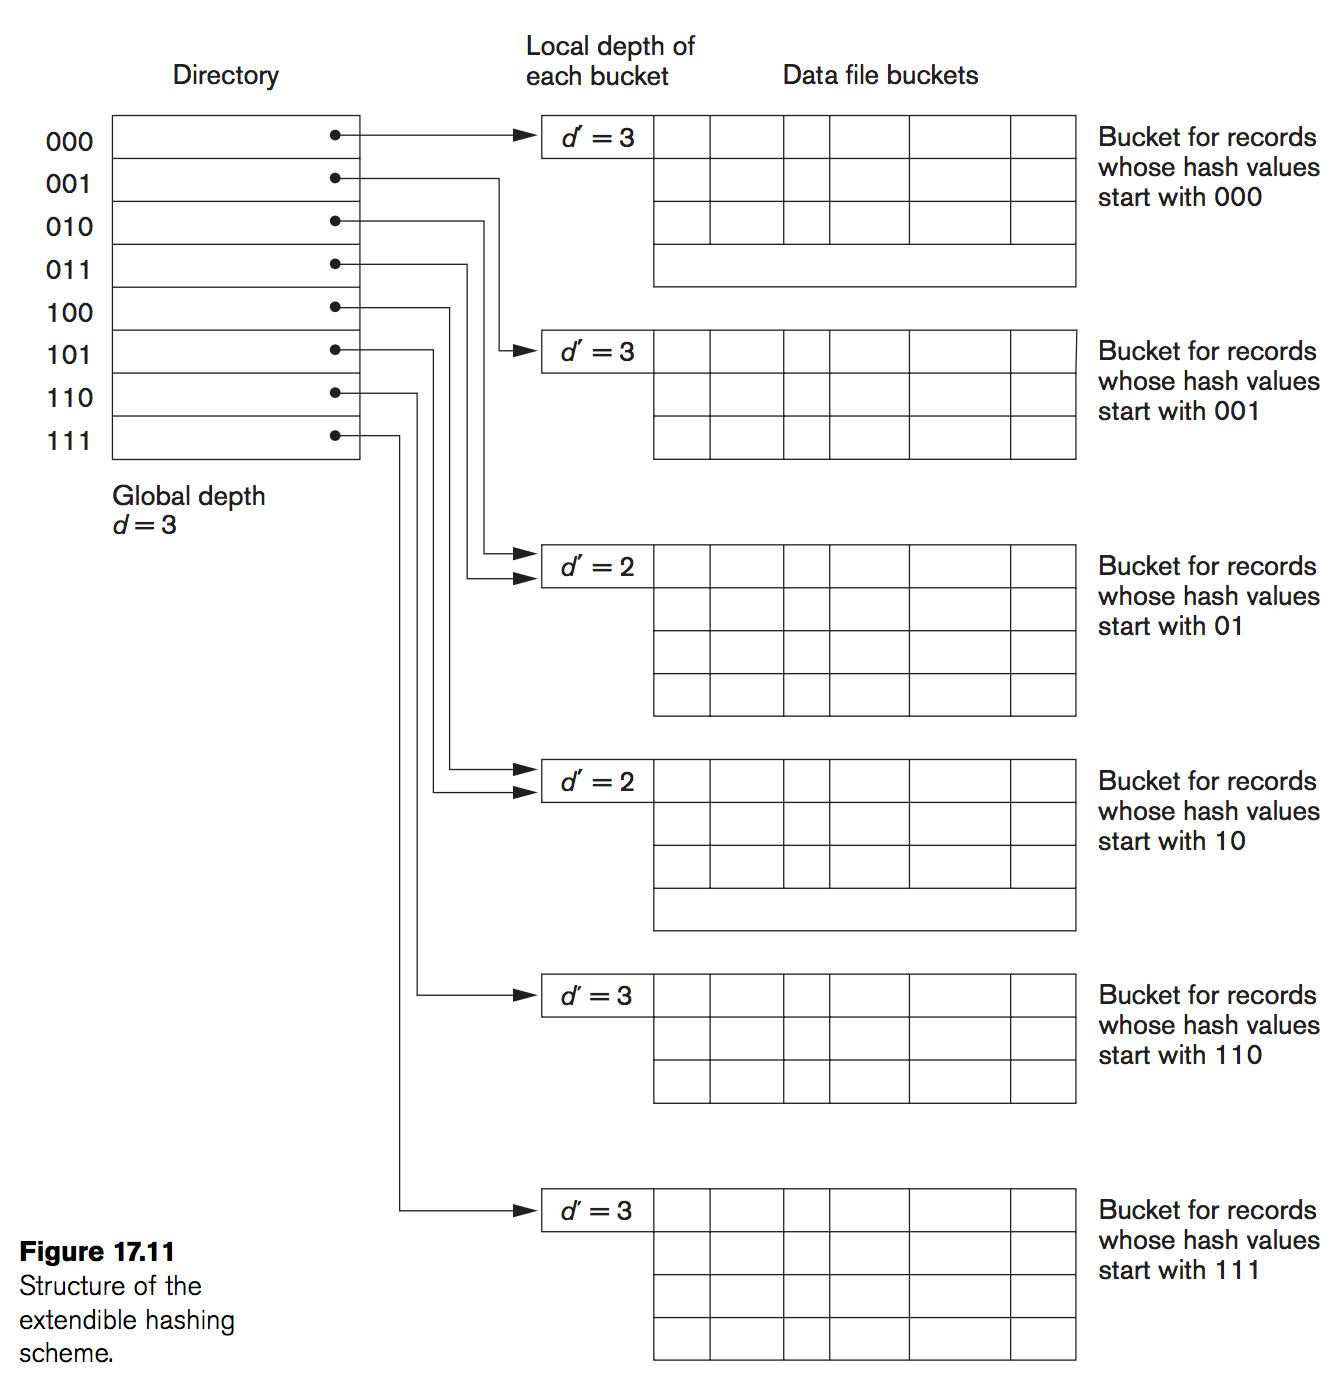 Directory
Local depth of
each bucket
Data file buckets
000
001
010
011
100
101
110
111
Global depth
d = 3
d′ = 3
Bucket for records
whose hash values
start with 000
d′ = 3
Bucket for records
whose hash values
start with 001
d′ = 2
Bucket for records
whose hash values
start with 01
d′ = 2
Bucket for records
whose hash values
start with 10
d′ = 3
Bucket for records
whose hash values
start with 110
d′ = 3
Bucket for records
whose hash values
start with 111
Figure 17.11
Structure of the
extendible hashing
scheme.